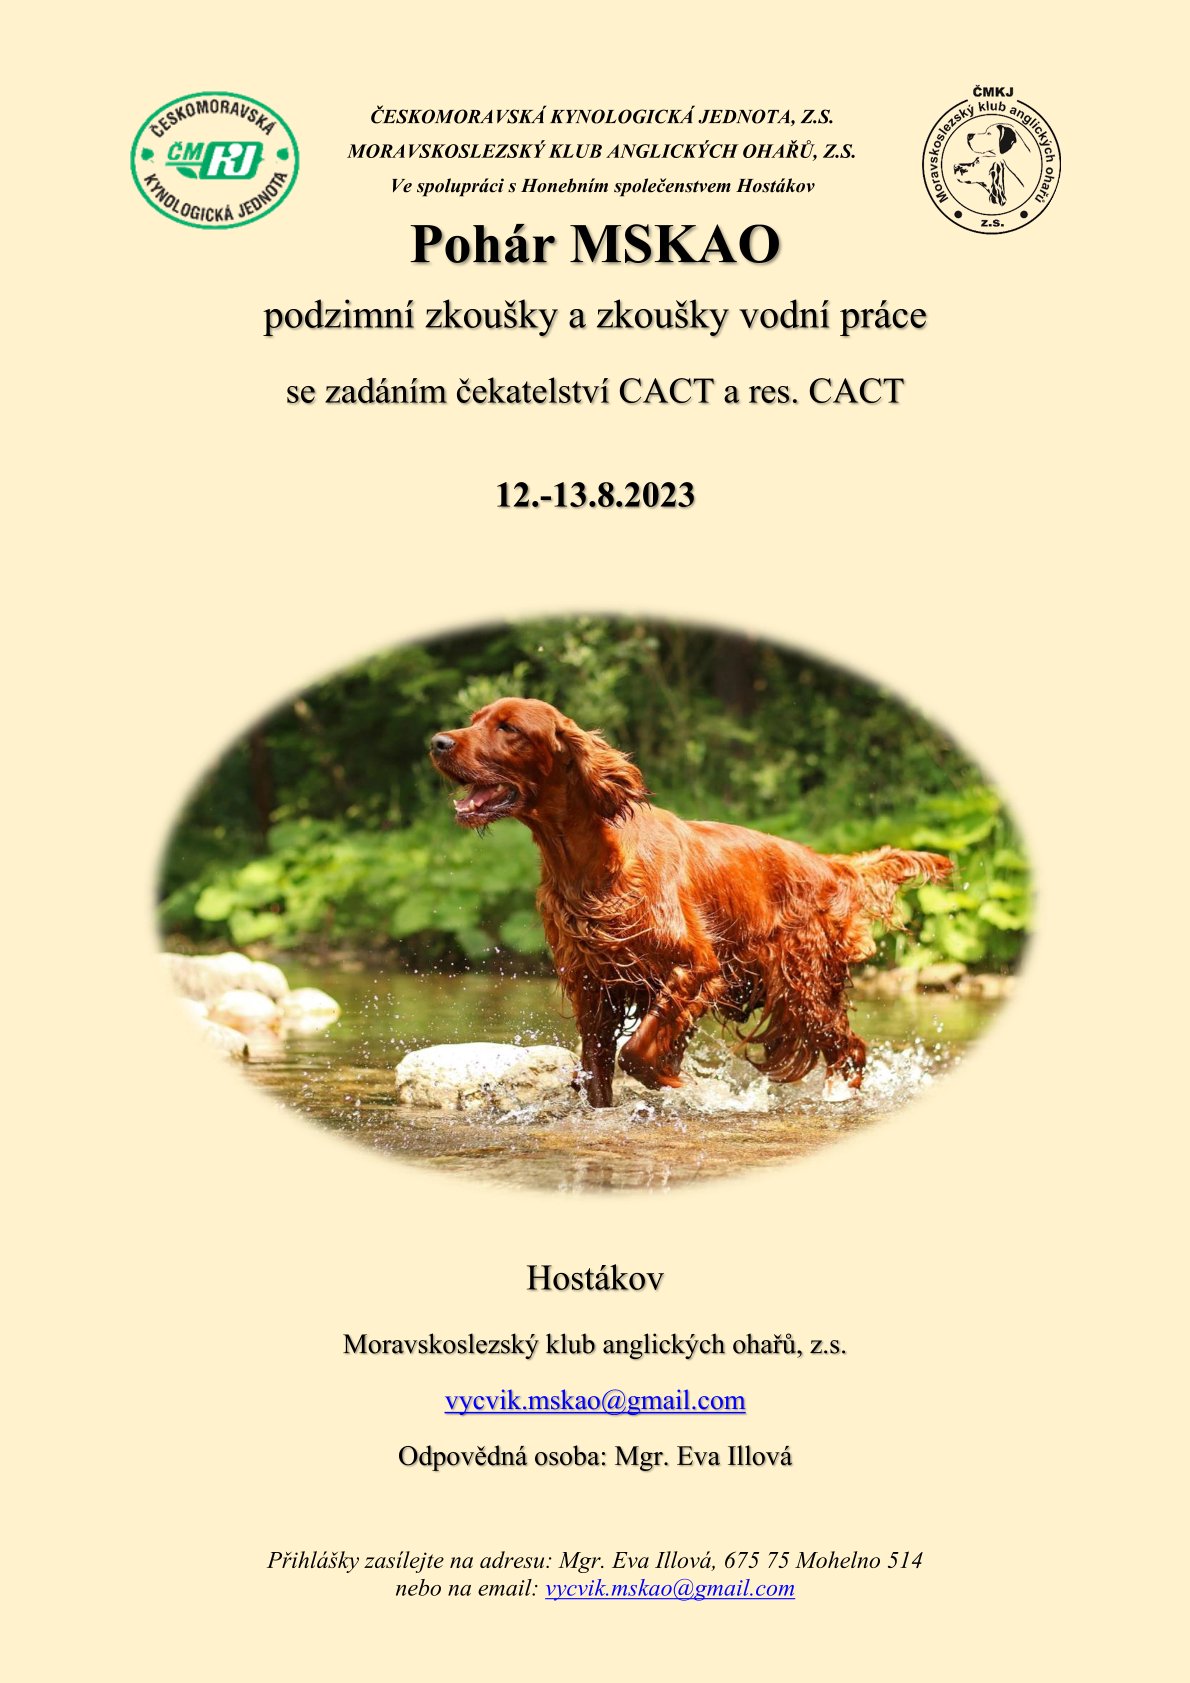 ČESKOMORAVSKÁ
ČMKJ
KYNOLOGICKÁ JEDNOTA
ČESKOMORAVSKÁ KYNOLOGICKÁ JEDNOTA, Z.S.
MORAVSKOSLEZSKÝ KLUB ANGLICKÝCH OHAŘŮ, Z.S.
Ve spolupráci s Honebním společenstvem Hostákov
ČMKJ
Moravskoslezský klub anglických ohařů
z.s.
Pohár MSKAO
podzimní zkoušky a zkoušky vodní práce
se zadáním čekatelství CACT a res. CACT
12.-13.8.2023
Hostákov
Moravskoslezský klub anglických ohařů, z.s.
vycvik.mskao@gmail.com
Odpovědná osoba: Mgr. Eva Illová
Přihlášky zasílejte na adresu: Mgr. Eva Illová, 675 75 Mohelno 514
nebo na email: vycvik.mskao@gmail.com